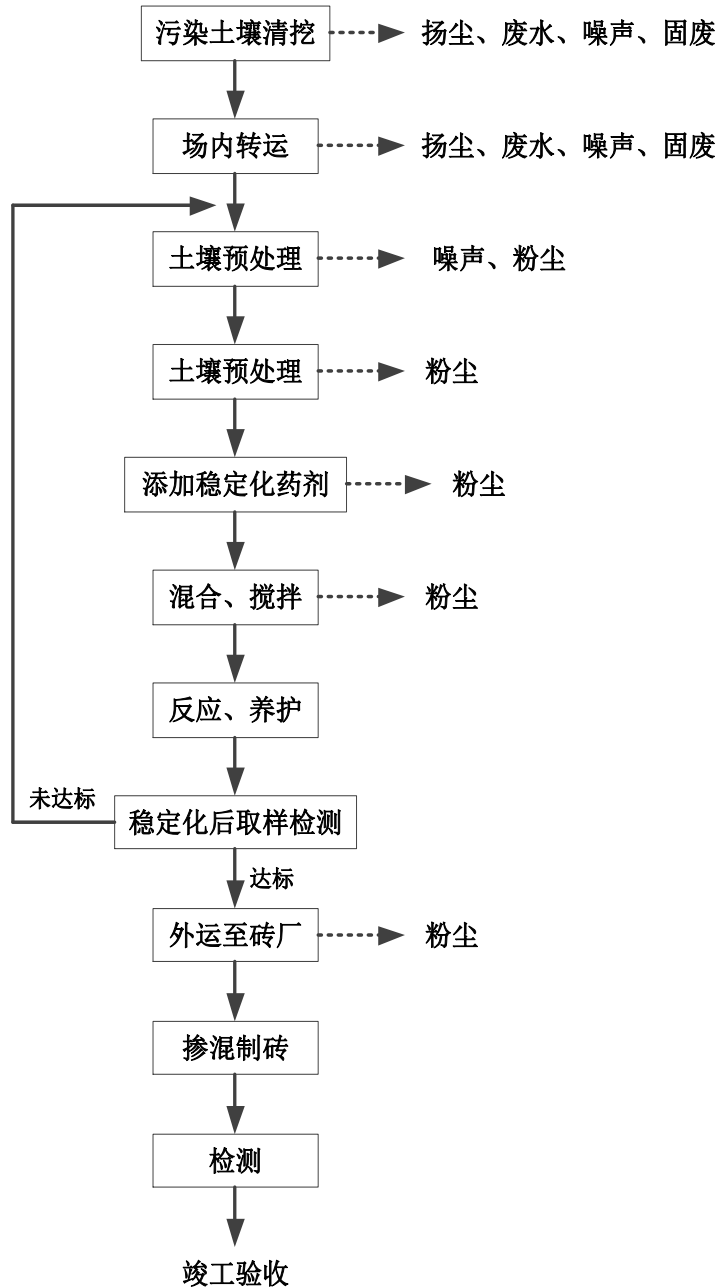 污染土壤清挖 扬尘、废水、噪声、固废
场内转运 扬尘、废水、噪声、固废
土壤预处理 噪声、粉尘
土壤预处理 粉尘
添加稳定化药剂 粉尘
混合、搅拌 粉尘
反应、养护
未达标
稳定化后取样检测
达标
外运至砖厂 粉尘
掺混制砖
检测
竣工验收